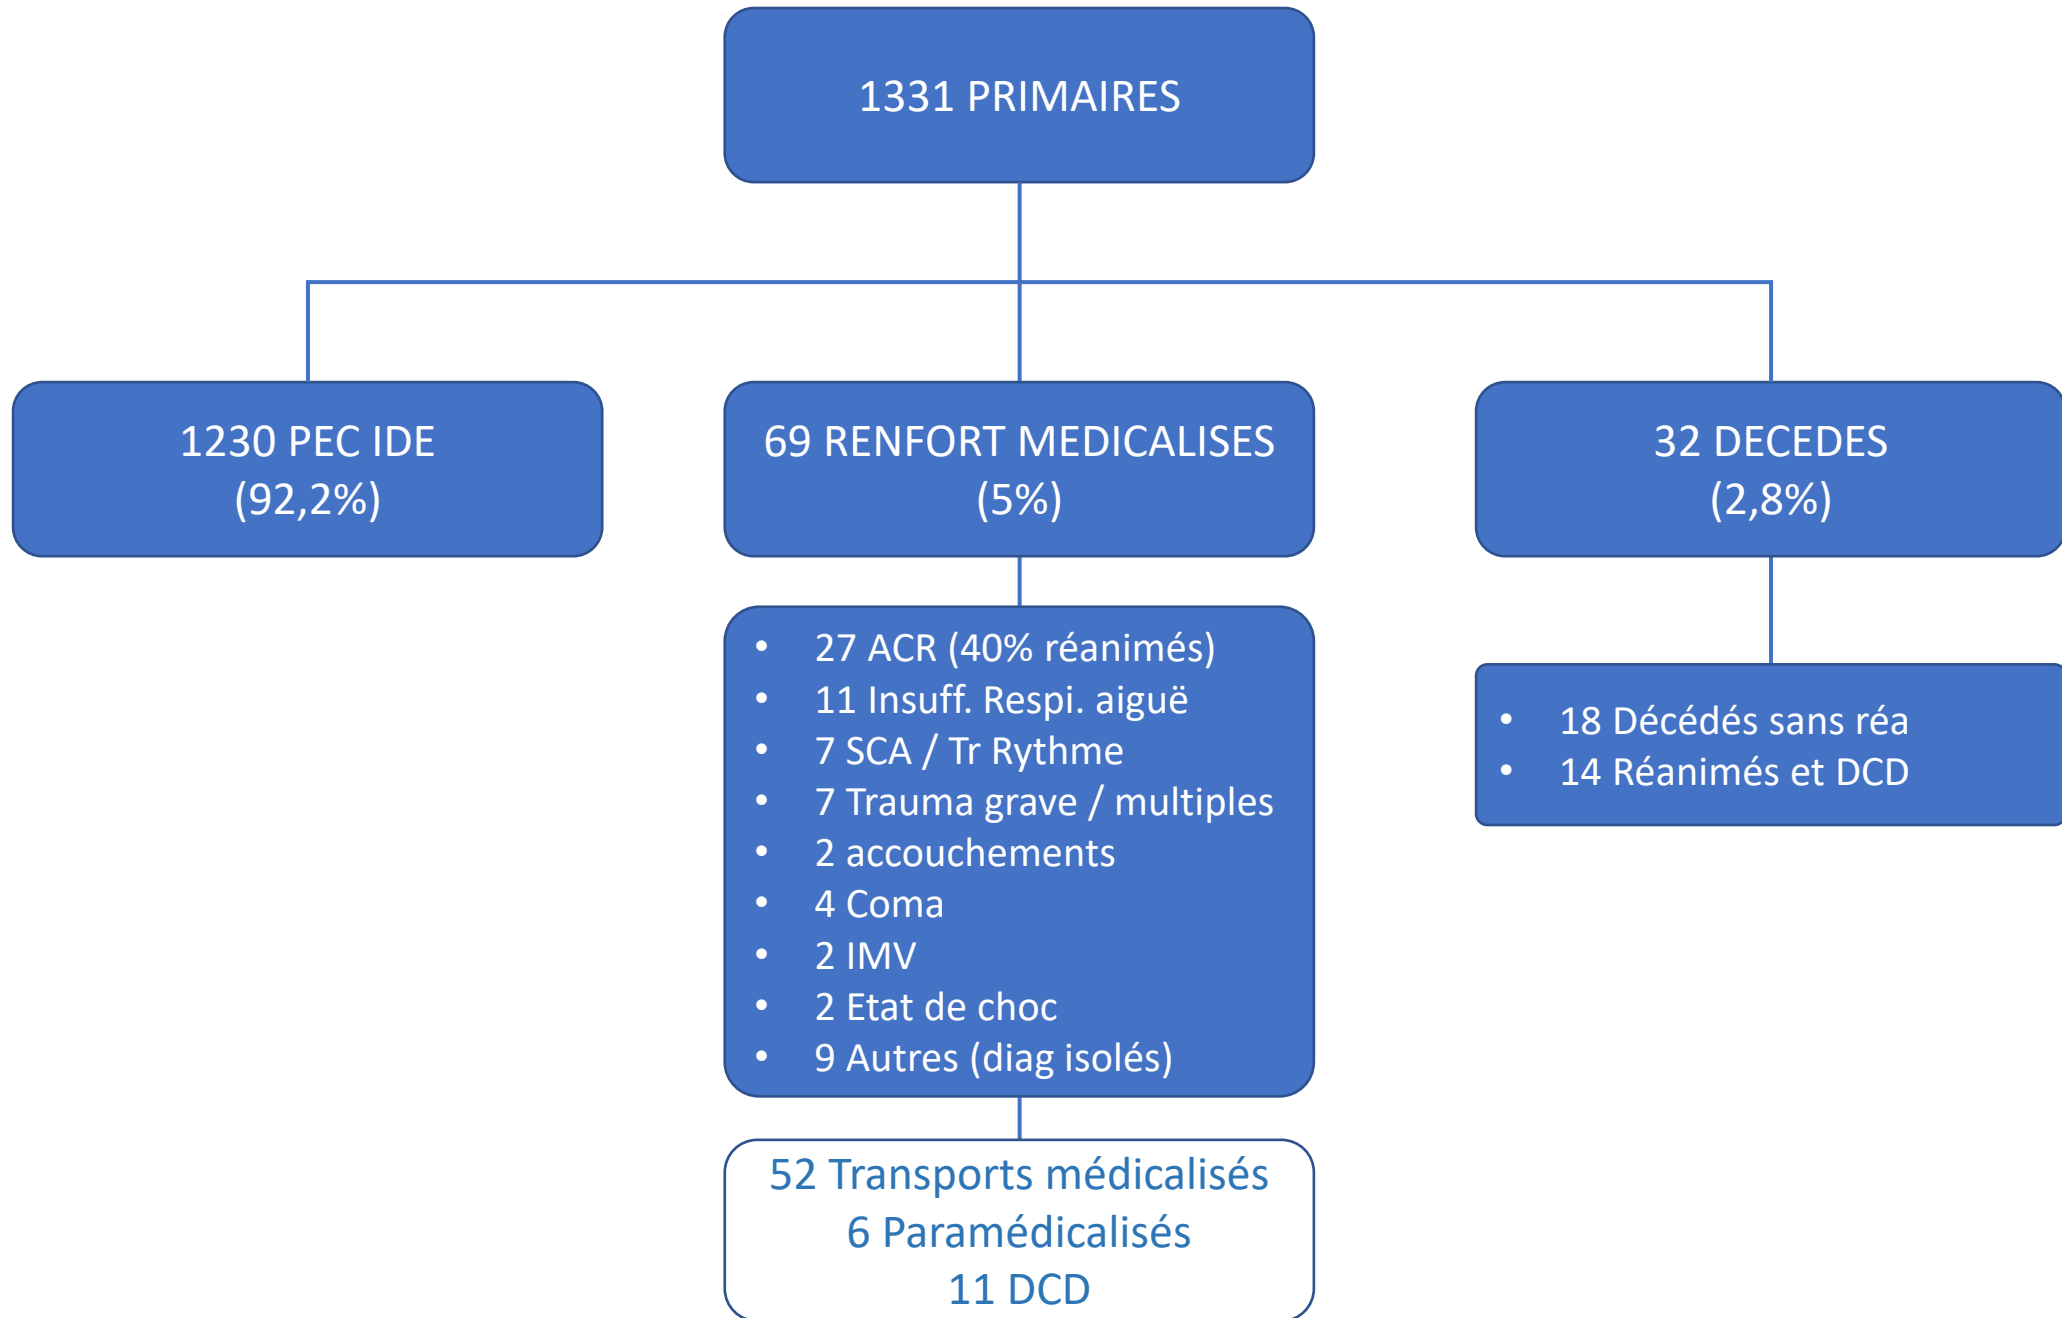 1331 PRIMAIRES
1230 PEC IDE
(92,2%)
69 RENFORT MEDICALISES
(5%)
32 DECEDES
(2,8%)
• 27 ACR (40% réanimés)
• 11 Insuff. Respi. aiguë
• 7 SCA / Tr Rythme
• 7 Trauma grave / multiples
• 2 accouchements
• 4 Coma
• 2 IMV
• 2 Etat de choc
• 9 Autres (diag isolés)
• 18 Décédés sans réa
• 14 Réanimés et DCD
52 Transports médicalisés
6 Paramédicalisés
11 DCD